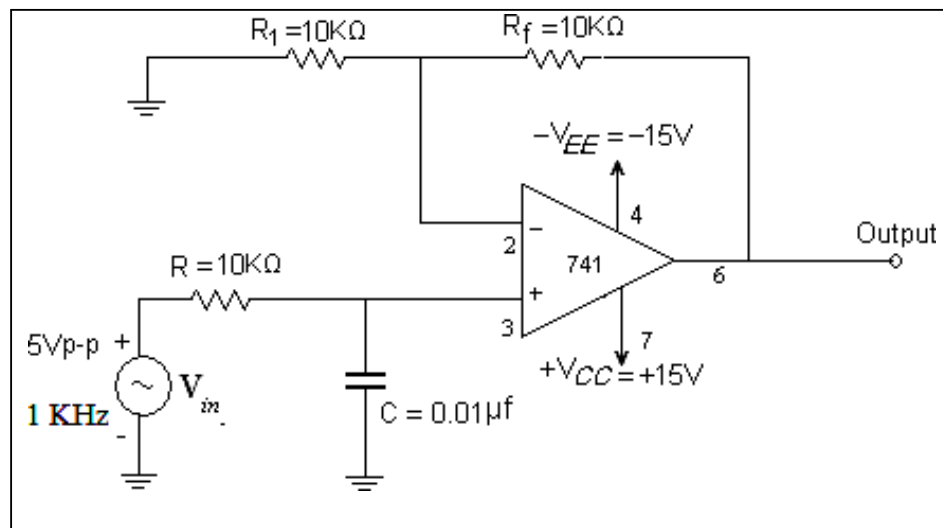 R1=10KΩ
Rf=10KΩ
−VEE=−15V
4
2
−
741
6
Output
R=10KΩ
+
3
7
+VCC=+15V
5Vp-p
+
Vin
1 KHz
-
C = 0.01µf